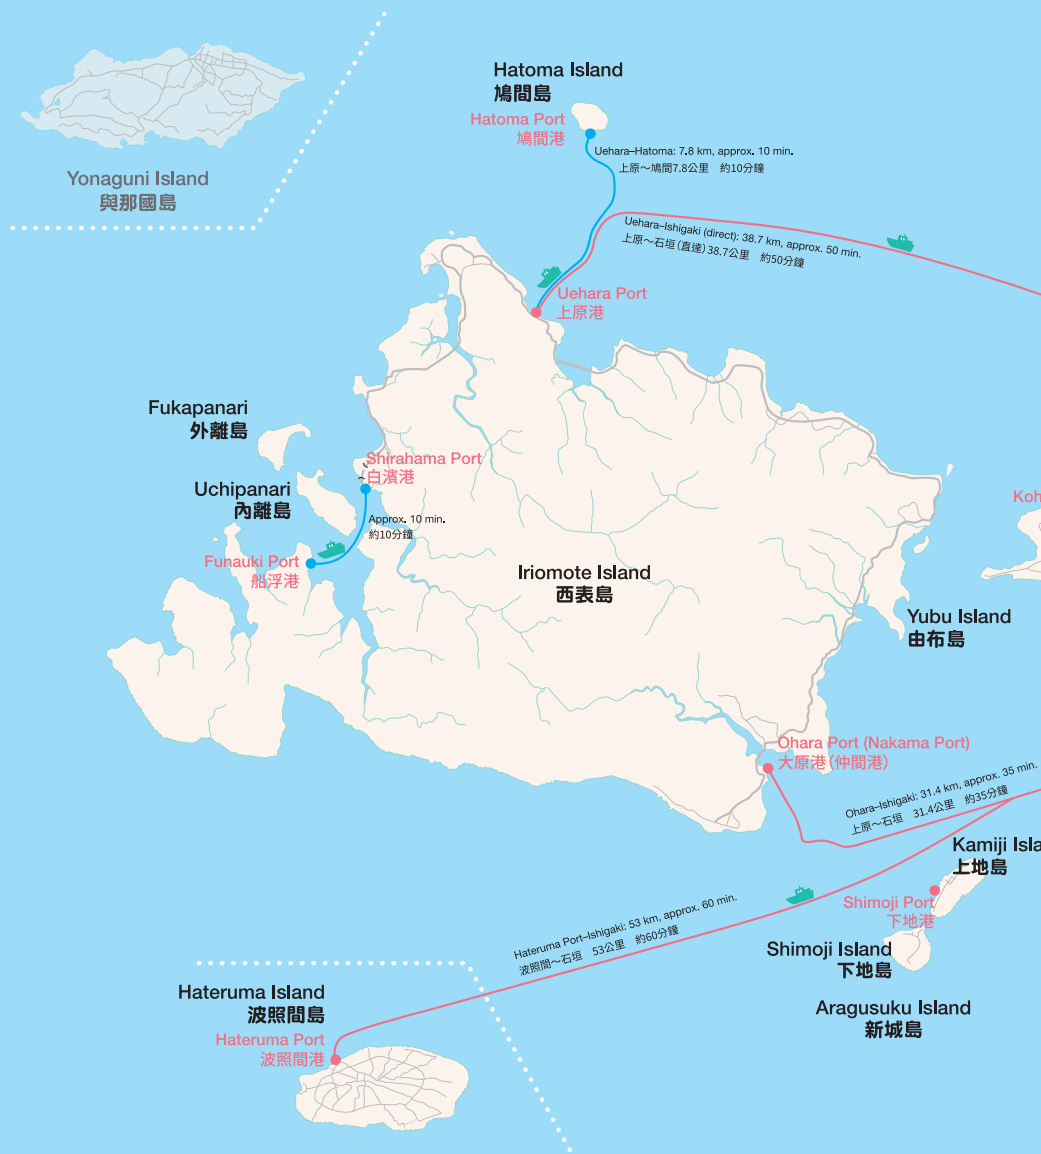 Hatoma Island
鳩間島
Hatoma Port
鳩間港
Uehara–Hatoma: 7.8 km, approx. 10 min.
上原～鳩間7.8公里　約10分鐘
Yonaguni Island
與那國島
Uehara–Ishigaki (direct): 38.7 km, approx. 50 min.
上原～石垣(直達)38.7公里　約50分鐘
Uehara Port
上原港
Fukapanari
外離島
Shirahama Port
白濱港
Uchipanari
內離島
Koh
Approx. 10 min.
約10分鐘
Funauki Port
船浮港
Iriomote Island
西表島
Yubu Island
由布島
Ohara Port (Nakama Port)
大原港(仲間港)
Ohara–Ishigaki: 31.4 km, approx. 35 min.
上原～石垣　31.4公里　約35分鐘
Kamiji Isla
上地島
Shimoji Port
下地港
Hateruma Port–Ishigaki: 53 km, approx. 60 min.
波照間～石垣　53公里　約60分鐘
Shimoji Island
下地島
Hateruma Island
波照間島
Aragusuku Island
新城島
Hateruma Port
波照間港